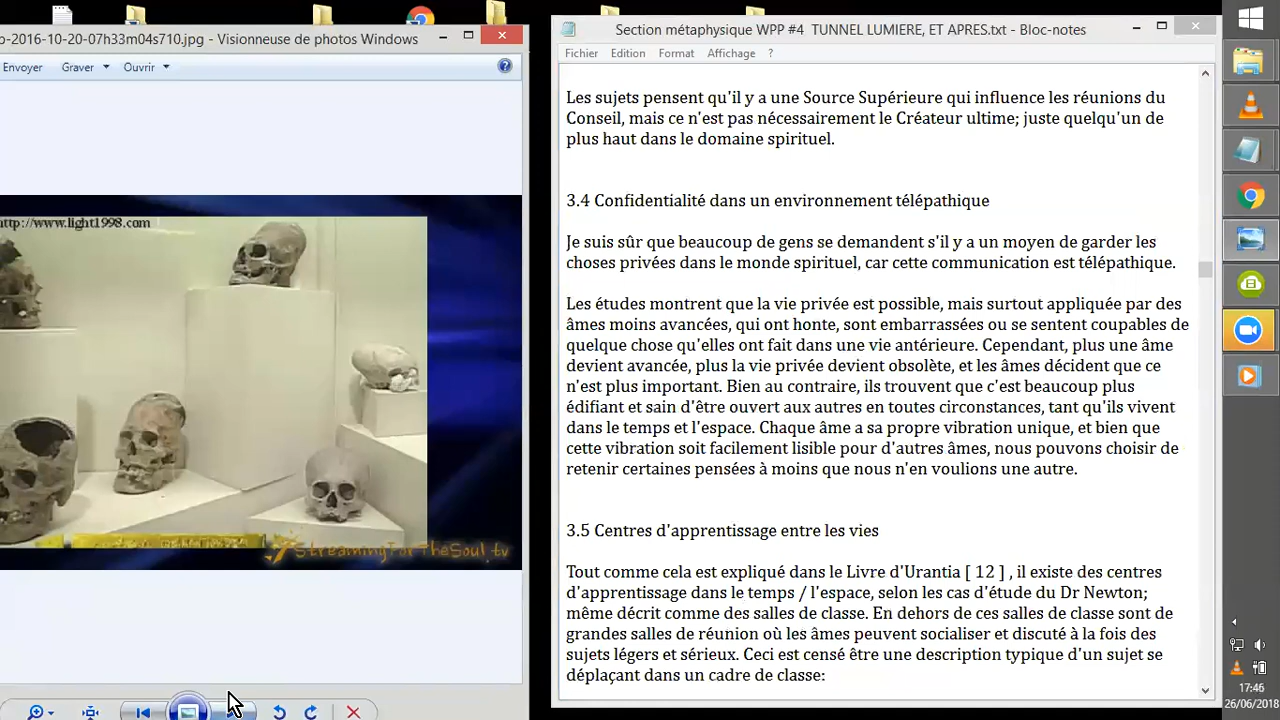 o-2016-10-20-07h33m04s710.jpg - Visionneuse de photos Windows
Envoyer Graver Ouvrir
http://www.light1998.com
StreamingForTheSoul.tv
Section métaphysique WPP #4 TUNNEL LUMIERE, ET APRES.txt - Bloc-notes
Fichier Edition Format Affichage ?
Les sujets pensent qu'il y a une Source Supérieure qui influence les réunions du
Conseil, mais ce n'est pas nécessairement le Créateur ultime; juste quelqu'un de
plus haut dans le domaine spirituel.
3.4 Confidentialité dans un environnement télépathique
Je suis sûr que beaucoup de gens se demandent s'il y a un moyen de garder les
choses privées dans le monde spirituel, car cette communication est télépathique.
Les études montrent que la vie privée est possible, mais surtout appliquée par des
âmes moins avancées, qui ont honte, sont embarrassées ou se sentent coupables de
quelque chose qu'elles ont fait dans une vie antérieure. Cependant, plus une âme
devient avancée, plus la vie privée devient obsolète, et les âmes décident que ce
n'est plus important. Bien au contraire, ils trouvent que c'est beaucoup plus
édifiant et sain d'être ouvert aux autres en toutes circonstances, tant qu'ils vivent
dans le temps et l'espace. Chaque âme a sa propre vibration unique, et bien que
cette vibration soit facilement lisible pour d'autres âmes, nous pouvons choisir de
retenir certaines pensées à moins que nous n'en voulions une autre.
3.5 Centres d'apprentissage entre les vies
Tout comme cela est expliqué dans le Livre d'Urantia [ 12 ] , il existe des centres
d'apprentissage dans le temps / l'espace, selon les cas d'étude du Dr Newton;
même décrit comme des salles de classe. En dehors de ces salles de classe sont de
grandes salles de réunion où les âmes peuvent socialiser et discuté à la fois des
sujets légers et sérieux. Ceci est censé être une description typique d'un sujet se
déplaçant dans un cadre de classe:
17:46
26/06/2018